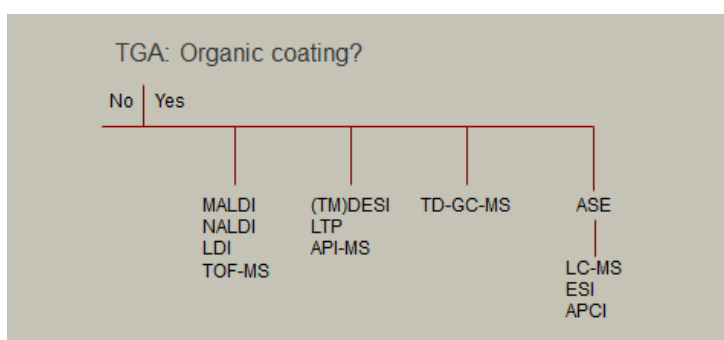 TGA: Organic coating?
No Yes
MALDI
NALDI
LDI
TOF-MS
(TM)DESI
LTP
API-MS
TD-GC-MS
ASE
LC-MS
ESI
APCI